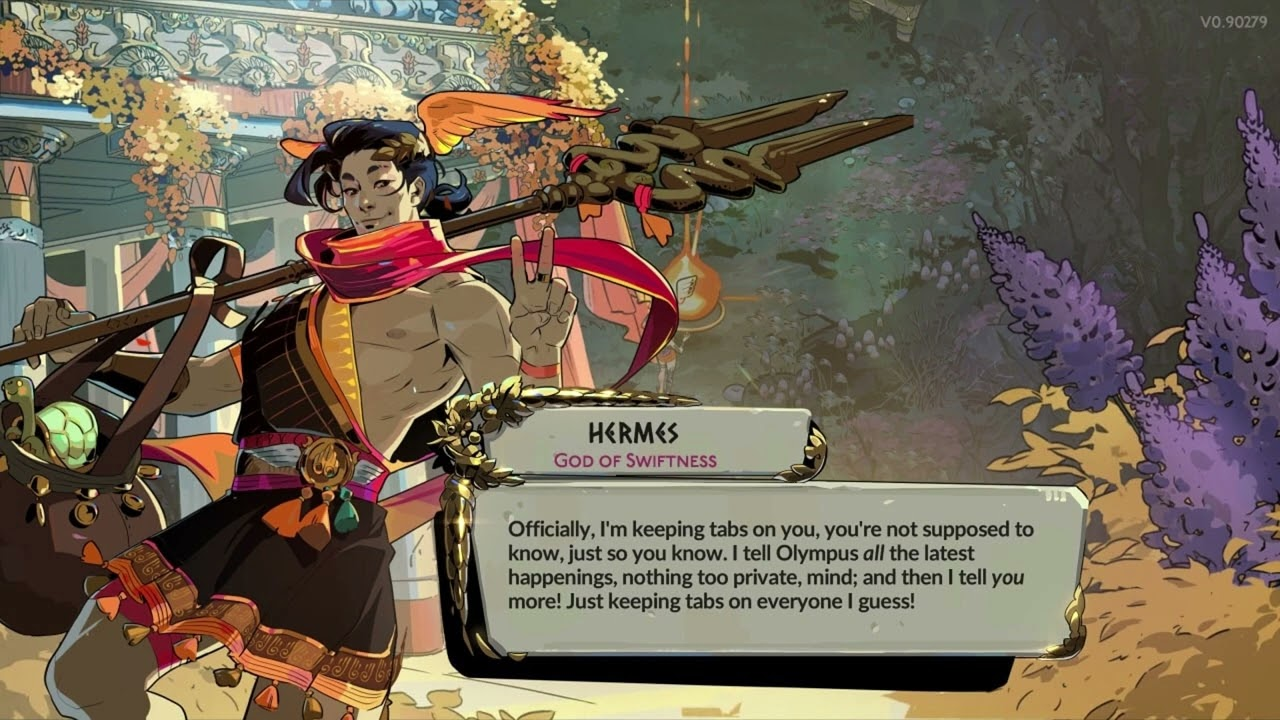 V0.90279
HERMES
GOD OF SWIFTNESS
Officially, I'm keeping tabs on you, you're not supposed to
know, just so you know. I tell Olympus all the latest
happenings, nothing too private, mind; and then I tell you
more! Just keeping tabs on everyone I guess!